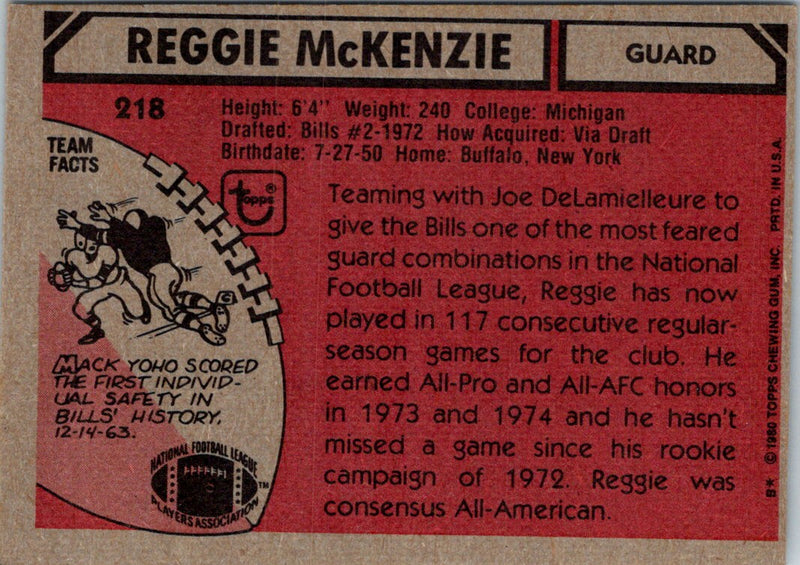 REGGIE McKENZIE
GUARD
218
Height: 6'4" Weight: 240 College: Michigan
Drafted: Bills #2-1972 How Acquired: Via Draft
Birthdate: 7-27-50 Home: Buffalo, New York
TEAM
FACTS
Topps®
Teaming with Joe DeLamielleure to
give the Bills one of the most feared
guard combinations in the National
Football League, Reggie has now
played in 117 consecutive regular-
season games for the club. He
earned All-Pro and All-AFC honors
in 1973 and 1974 and he hasn't
missed a game since his rookie
campaign of 1972. Reggie was
consensus All-American.
MACK YOHO SCORED
THE FIRST INDIVID-
UAL SAFETY IN
BILLS' HISTORY,
12-14-63.
NATIONAL FOOTBALL LEAGUE
PLAYERS ASSOCIATION™
B* © 1980 TOPPS CHEWING GUM, INC. PRTD. IN U.S.A.